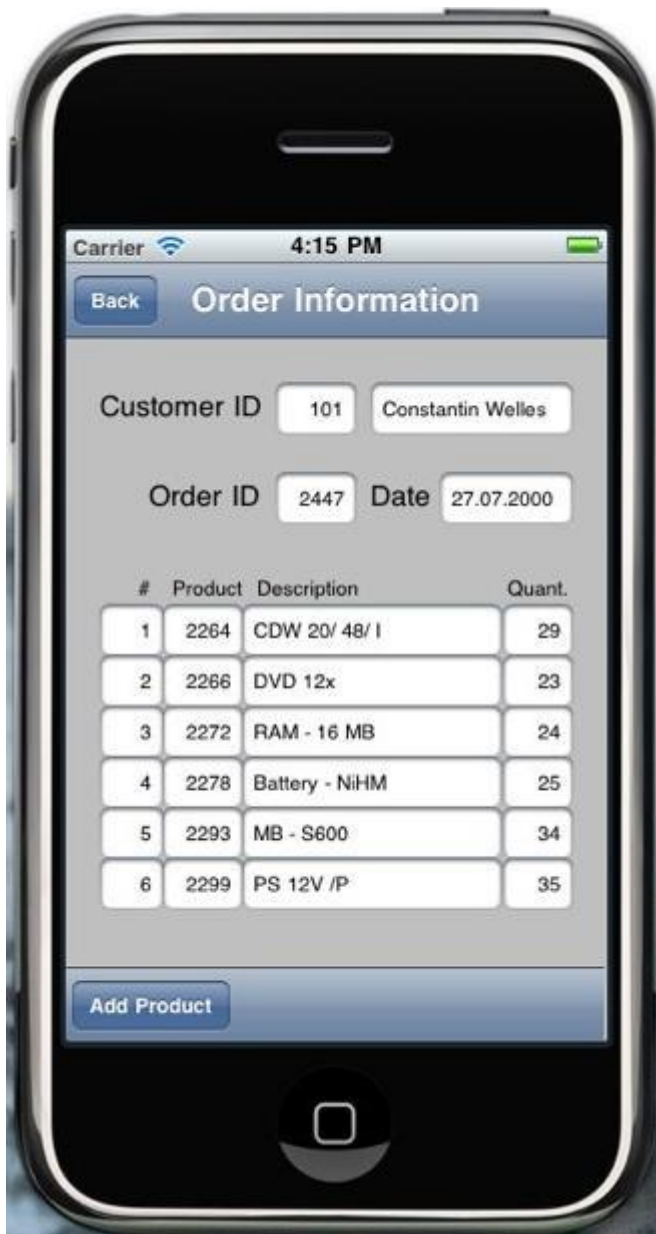 Carrier 4:15 PM
Back Order Information
Customer ID 101 Constantin Welles
Order ID 2447 Date 27.07.2000
# Product Description Quant.
1 2264 CDW 20/ 48/ I 29
2 2266 DVD 12x 23
3 2272 RAM - 16 MB 24
4 2278 Battery - NiHM 25
5 2293 MB - S600 34
6 2299 PS 12V /P 35
Add Product